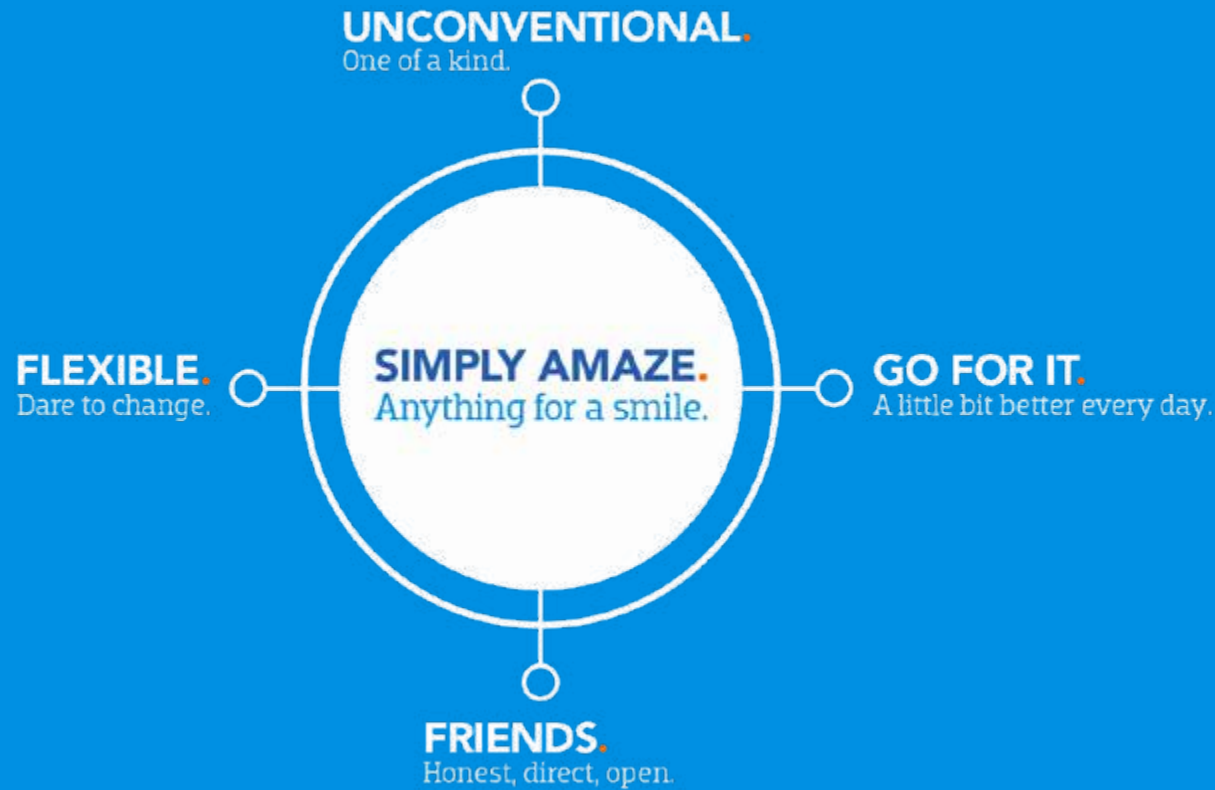 UNCONVENTIONAL.
One of a kind.
FLEXIBLE.
Dare to change.
SIMPLY AMAZE.
Anything for a smile.
GO FOR IT.
A little bit better every day.
FRIENDS.
Honest, direct, open.